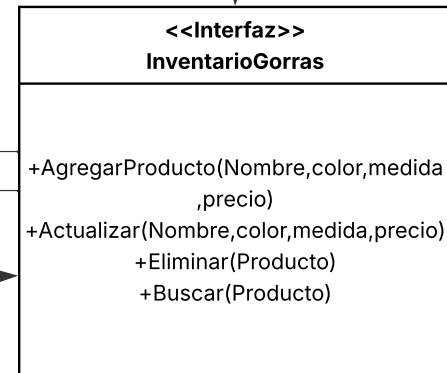 <<Interfaz>>
InventarioGorras
+AgregarProducto(Nombre,color,medida
,precio)
+Actualizar(Nombre,color,medida,precio)
+Eliminar(Producto)
+Buscar(Producto)